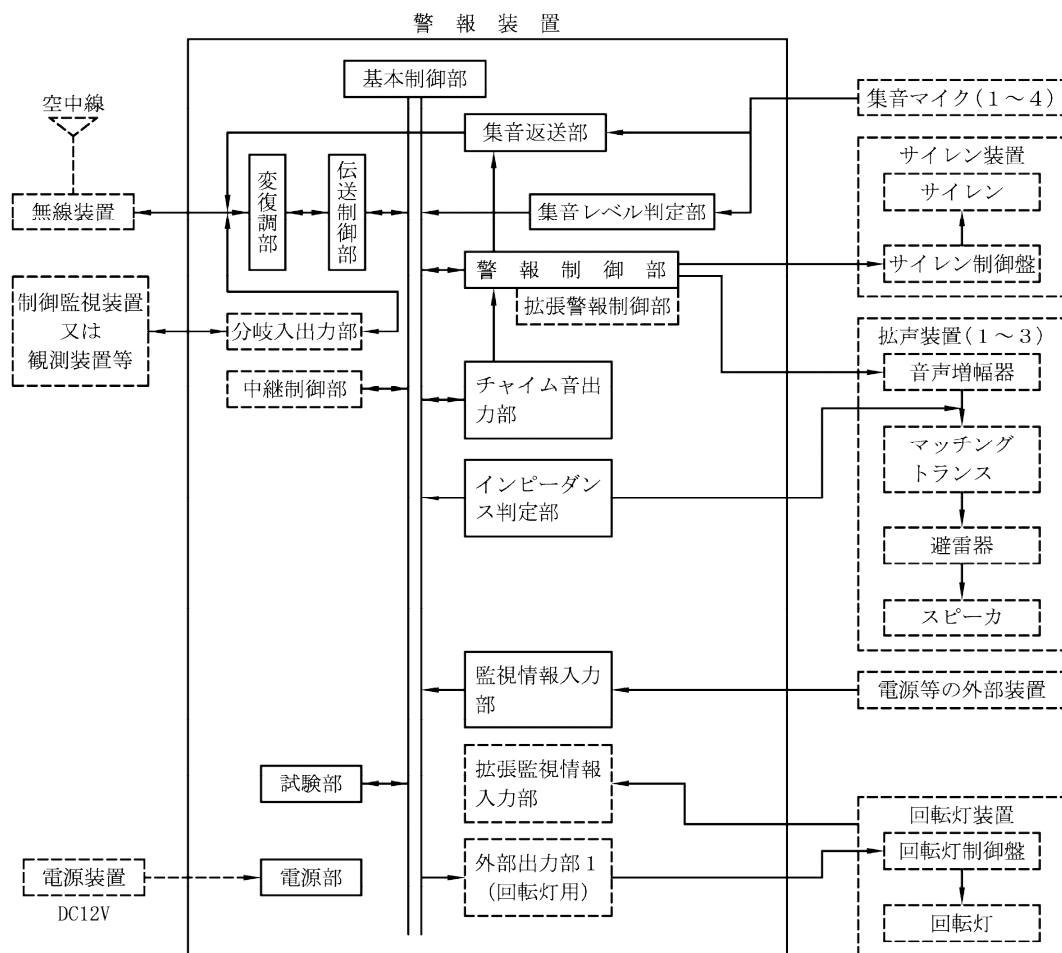 警報装置
基本制御部
空中線
集音マイク(1～4)
集音返送部
サイレン装置
サイレン
変復調部
伝送制御部
無線装置
集音レベル判定部
警報制御部
サイレン制御盤
拡張警報制御部
制御監視装置
又は
観測装置等
分岐入出力部
拡声装置(1～3)
音声増幅器
中継制御部
チャイム音出
力部
マッチング
トランス
インピーダン
ス判定部
避雷器
スピーカ
監視情報入力
部
電源等の外部装置
拡張監視情報
入力部
試験部
回転灯装置
回転灯制御盤
電源装置
DC12V
電源部
外部出力部1
(回転灯用)
回転灯